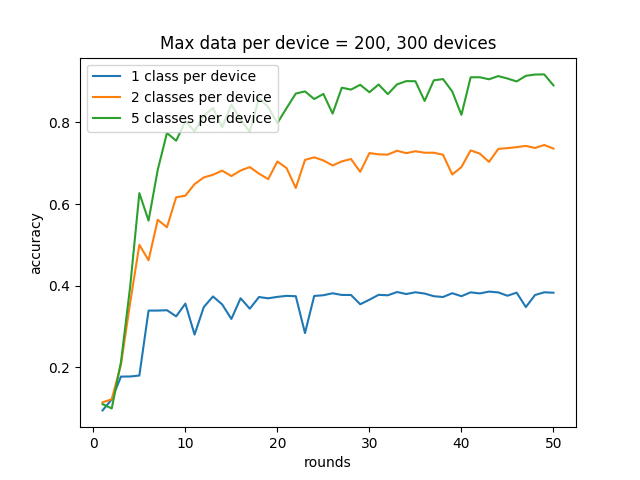 Max data per device = 200, 300 devices
1 class per device
2 classes per device
5 classes per device
accuracy
0.8
0.6
0.4
0.2
0
10
20
30
40
50
rounds